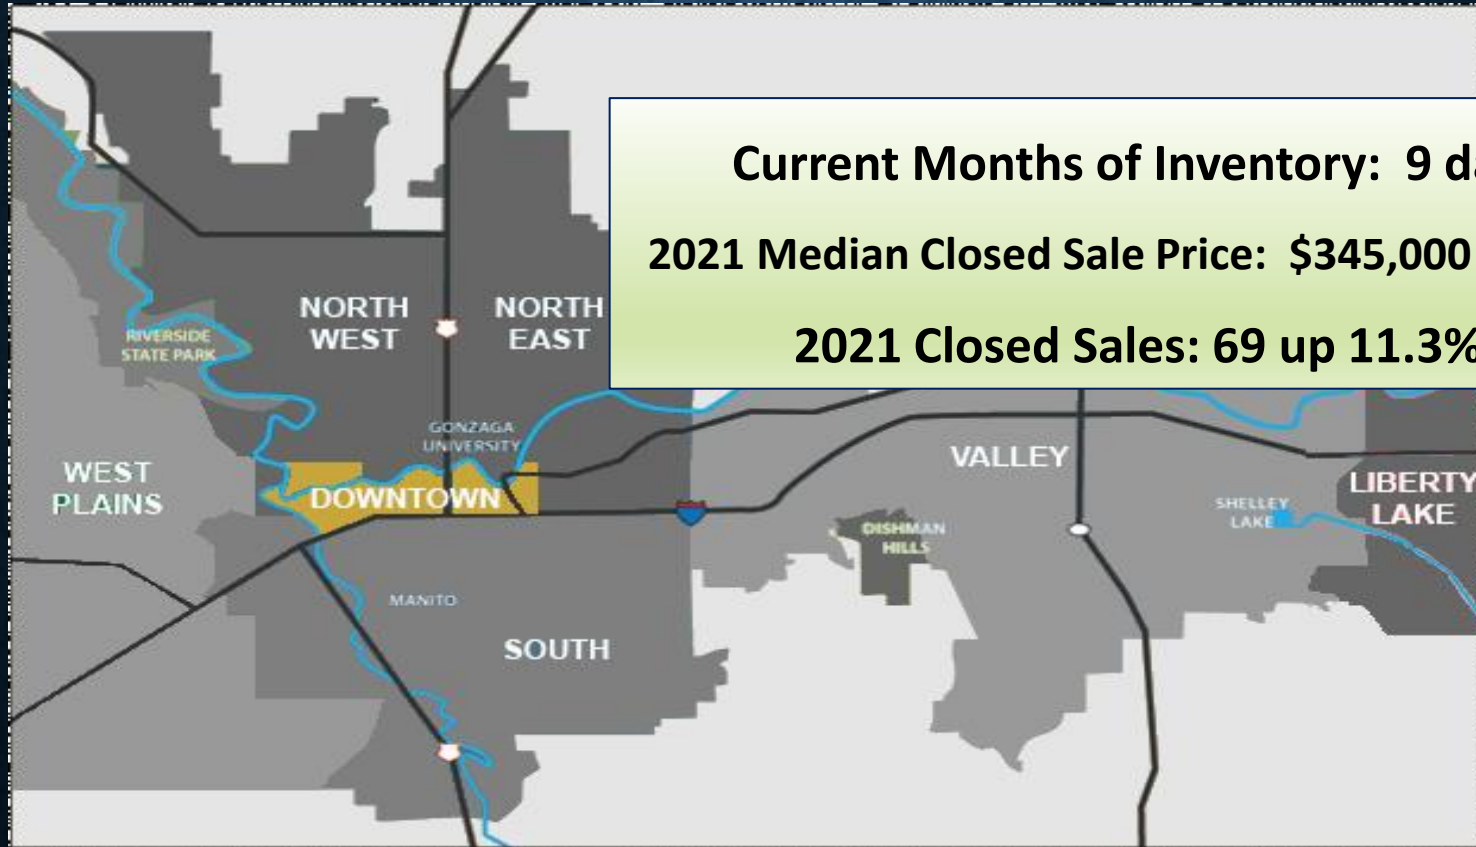 Current Months of Inventory: 9 da
2021 Median Closed Sale Price: $345,000
2021 Closed Sales: 69 up 11.3%
NORTH
WEST
NORTH
EAST
RIVERSIDE
STATE PARK
GONZAGA
UNIVERSITY
WEST
PLAINS
DOWNTOWN
VALLEY
LIBERTY
LAKE
SHELLEY
LAKE
DISHMAN
HILLS
MANITO
SOUTH